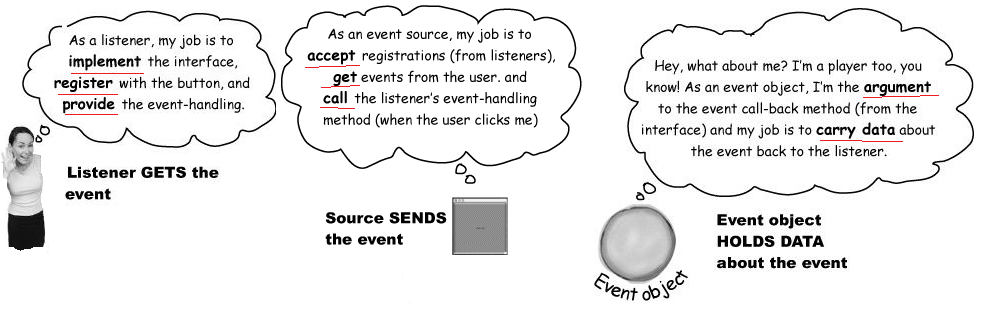 As a listener, my job is to
implement the interface,
register with the button, and
provide the event-handling.
Listener GETS the
event
As an event source, my job is to
accept registrations (from listeners),
get events from the user. and
call the listener's event-handling
method (when the user clicks me)
Source SENDS
the event
Hey, what about me? I'm a player too, you
know! As an event object, I'm the argument
to the event call-back method (from the
interface) and my job is to carry data about
the event back to the listener.
Event object
HOLDS DATA
about the event
Event object